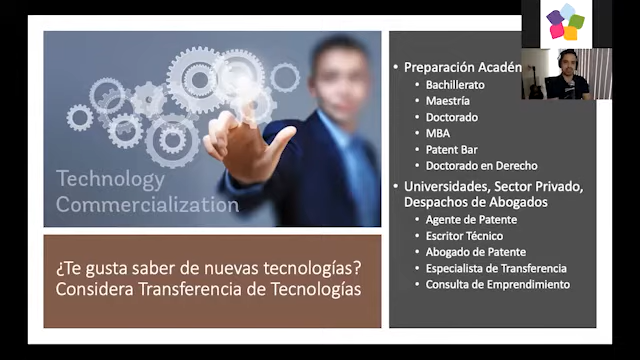 Technology
Commercialization
¿Te gusta saber de nuevas tecnologías?
Considera Transferencia de Tecnologías
• Preparación
• Bachillerato
• Maestría
• Doctorado
• MBA
• Patent Bar
• Doctorado en Derecho
• Universidades, Sector Privado,
Despachos de Abogados
• Agente de Patente
• Escritor Técnico
• Abogado de Patente
• Especialista de Transferencia
• Consulta de Emprendimiento